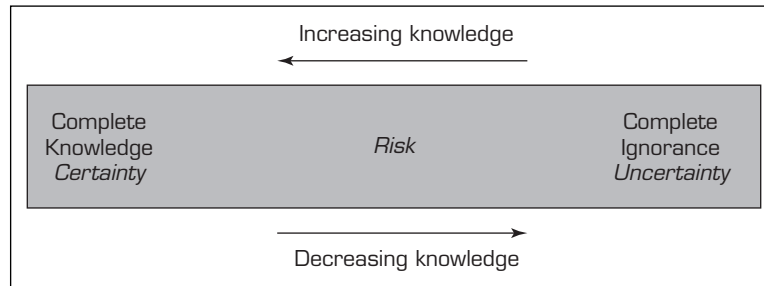 Increasing knowledge
Complete
Knowledge
Certainty
Risk
Complete
Ignorance
Uncertainty
Decreasing knowledge